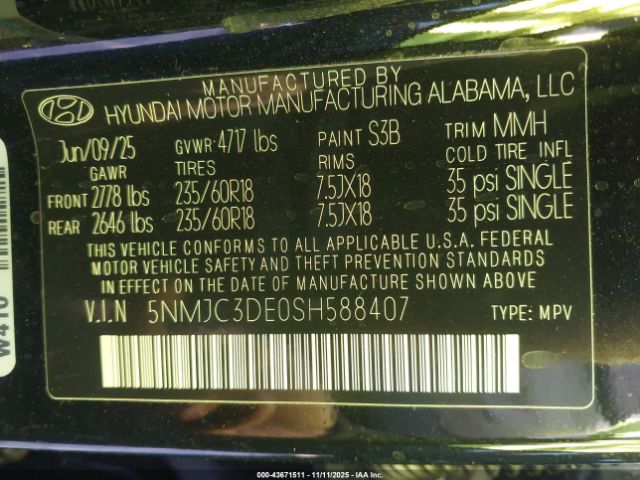 MANUFACTURED BY
HYUNDAI MOTOR MANUFACTURING ALABAMA, LLC
Jun/09/25 GVWR 4717 lbs PAINT S3B TRIM MMH
GAWR TIRES RIMS COLD TIRE INFL
FRONT 2778 lbs 235/60R18 7.5JX18 35 psi SINGLE
REAR 2646 lbs 235/60R18 7.5JX18 35 psi SINGLE
THIS VEHICLE CONFORMS TO ALL APPLICABLE U.S.A. FEDERAL
MOTOR VEHICLE SAFETY AND THEFT PREVENTION STANDARDS
IN EFFECT ON THE DATE OF MANUFACTURE SHOWN ABOVE.
V.I.N 5NMJC3DE0SH588407 TYPE: MPV
W410
000-43671511 - 11/11/2025 - IAAI